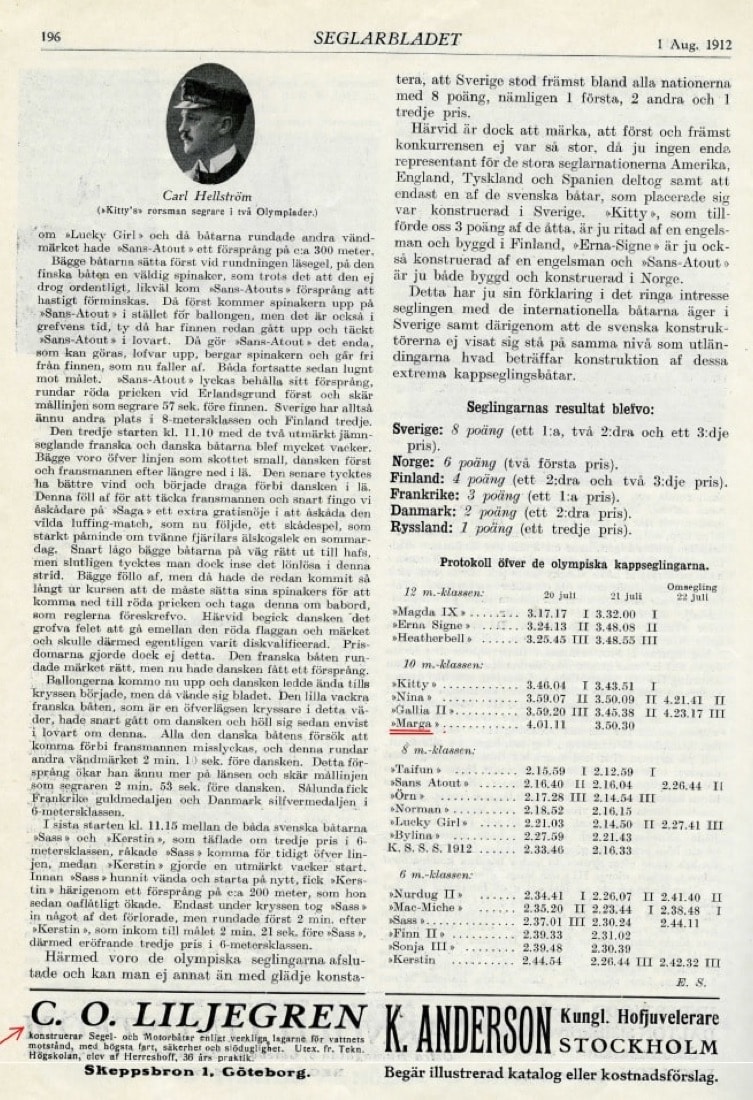 196
SEGLARBLADET
1 Aug. 1912
Carl Hellström
(»Kitty's» rorsman segrare i två Olympiader.)
om »Lucky Girl» och då båtarna rundade andra vänd-
märket hade »Sans-Atout» ett försprång på c:a 300 meter.
Bägge båtarna sätta först vid rundningen läsegel, på den
finska båten en väldig spinaker, som trots det att den ej
drog ordentligt, likväl kom »Sans-Atouts» försprång att
hastigt förminskas. Då först kommer spinakern upp på
»Sans-Atout» i stället för ballongen, men det är också i
grefvens tid, ty då har finnen redan gått upp och täckt
»Sans-Atout» i lovart. Då gör »Sans-Atout» det enda,
som kan göras, lofvar upp, bergar spinakern och går fri
från finnen, som nu faller af. Båda fortsatte sedan lugnt
mot målet. »Sans-Atout» lyckas behålla sitt försprång,
rundar röda pricken vid Erlandsgrund först och skär
mållinjen som segrare 57 sek. före finnen. Sverige har alltså
ännu andra plats i 8-metersklassen och Finland tredje.
Den tredje starten kl. 11.10 med de två utmärkt jämn-
seglande franska och danska båtarna blef mycket vacker.
Bägge voro öfver linjen som skottet small, dansken först
och fransmannen efter längre ned i lä. Den senare tycktes
ha bättre vind och började draga förbi dansken i lä.
Denna föll af för att täcka fransmannen och snart fingo vi
åskådare på »Saga» ett extra gratisnöje i att åskåda den
vilda luffing-match, som nu följde, ett skådespel, som
starkt påminde om tvänne fjärilars älskogslek en sommar-
dag. Snart lågo bägge båtarna på väg rätt ut till hafs,
men slutligen tycktes man dock inse det lönlösa i denna
strid. Bägge föllo af, men då hade de redan kommit så
långt ur kursen att de måste sätta sina spinakers för att
komma ned till röda pricken och taga denna om babord,
som reglerna föreskrefvo. Härvid begick dansken det
grofva felet att gå emellan den röda flaggan och märket
och skulle därmed egentligen varit diskvalificerad. Pris-
domarna gjorde dock ej detta. Den franska båten run-
dade märket rätt, men nu hade dansken fått ett försprång.
Ballongerna kommo nu upp och dansken ledde ända tills
kryssen började, men då vände sig bladet. Den lilla vackra
franska båten, som är en öfverlägsen kryssare i detta vä-
der, hade snart gått om dansken och höll sig sedan envist
i lovart om denna. Alla den danska båtens försök att
komma förbi fransmannen misslyckas, och denna rundar
andra vändmärket 2 min. 10 sek. före dansken. Detta för-
språng ökar han ännu mer på länsen och skär mållinjen
som segraren 2 min. 53 sek. före dansken. Sålunda fick
Frankrike guldmedaljen och Danmark silfvermedaljen i
6-metersklassen.
I sista starten kl. 11.15 mellan de båda svenska båtarna
»Sass» och »Kerstin», som täflade om tredje pris i 6-
metersklassen, råkade »Sass» komma för tidigt öfver lin-
jen, medan »Kerstin» gjorde en utmärkt vacker start.
Innan »Sass» hunnit vända och starta på nytt, fick »Kers-
tin» härigenom ett försprång på c:a 200 meter, som hon
sedan oaflåtligt ökade. Endast under kryssen tog »Sass»
in något af det förlorade, men rundade först 2 min. efter
»Kerstin», som inkom till målet 2 min. 21 sek. före »Sass»,
därmed eröfrande tredje pris i 6-metersklassen.
Härmed voro de olympiska seglingarna afslu-
tade och kan man ej annat än med glädje konsta-
tera, att Sverige stod främst bland alla nationerna
med 8 poäng, nämligen 1 första, 2 andra och 1
tredje pris.
Härvid är dock att märka, att först och främst
konkurrensen ej var så stor, då ju ingen enda
representant för de stora seglarnationerna Amerika,
England, Tyskland och Spanien deltog samt att
endast en af de svenska båtar, som placerade sig
var konstruerad i Sverige. »Kitty», som till-
förde oss 3 poäng af de åtta, är ju ritad af en engels-
man och byggd i Finland, »Erna-Signe» är ju ock-
så konstruerad af en engelsman och »Sans-Atout»
är ju både byggd och konstruerad i Norge.
Detta har ju sin förklaring i det ringa intresse
seglingen med de internationella båtarna äger i
Sverige samt därigenom att de svenska konstruk-
törerna ej visat sig stå på samma nivå som utlän-
dingarna hvad beträffar konstruktion af dessa
extrema kappseglingsbåtar.
Seglingarnas resultat blefvo:
Sverige: 8 poäng (ett 1:a, två 2:dra och ett 3:dje
pris).
Norge: 6 poäng (två första pris).
Finland: 4 poäng (ett 2:dra och två 3:dje pris).
Frankrike: 3 poäng (ett 1:a pris).
Danmark: 2 poäng (ett 2:dra pris).
Ryssland: 1 poäng (ett tredje pris).
Protokoll öfver de olympiska kappseglingarna.
12 m.-klassen: 20 juli 21 juli Omsegling 22 juli
»Magda IX» ........ 3.17.17 I 3.32.00 I
»Erna Signe» ........ 3.24.13 II 3.48.08 II
»Heatherbell» ........ 3.25.45 III 3.48.55 III
10 m.-klassen:
»Kitty» ............ 3.46.04 I 3.43.51 I
»Nina» ............ 3.59.07 II 3.50.09 II 4.21.41 II
»Gallia II» .......... 3.59.20 III 3.45.38 II 4.23.17 III
»Marga» ............ 4.01.11 3.50.30
8 m.-klassen:
»Taifun» ............ 2.15.59 I 2.12.59 I
»Sans Atout» ........ 2.16.40 II 2.16.04 2.26.44 II
»Örn» .............. 2.17.28 III 2.14.54 III
»Norman» .......... 2.18.52 2.16.15
»Lucky Girl» ........ 2.21.03 2.14.50 II 2.27.41 III
»Bylina» ............ 2.27.59 2.21.43
K. S. S. S. 1912 ...... 2.33.46 2.16.33
6 m.-klassen:
»Nurdug II» ...... 2.34.41 I 2.26.07 II 2.41.40 II
»Mac-Miche» ...... 2.35.20 II 2.23.44 I 2.38.48 I
»Sass» ............ 2.37.01 III 2.30.24 2.44.11
»Finn II» .......... 2.39.33 2.31.02
»Sonja III» ........ 2.39.48 2.30.39
»Kerstin ........ 2.44.54 2.26.44 III 2.42.32 III
E. S.
C. O. LILJEGREN
konstruerar Segel- och Motorbåtar enligt verkliga lagarne för vattnets
motstånd, med högsta fart, säkerhet och sjöduglighet. Utex. fr. Tekn.
Högskolan, elev af Herreshoff, 36 års praktik.
Skeppsbron 1, Göteborg.
K. ANDERSON
Kungl. Hofjuvelerare
STOCKHOLM
Begär illustrerad katalog eller kostnadsförslag.